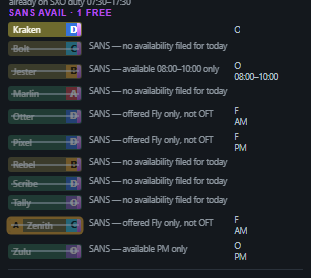 already on SXO duty 07:30–17:30
SANS AVAIL · 1 FREE
Kraken D O
Bolt C SANS — no availability filed for today
Jester B SANS — available 08:00–10:00 only O
08:00–10:00
Marlin A SANS — no availability filed for today
Otter D SANS — offered Fly only, not OFT F
AM
Pixel D SANS — offered Fly only, not OFT F
PM
Rebel B SANS — no availability filed for today
Scribe D SANS — no availability filed for today
Tally O SANS — no availability filed for today
Zenith C SANS — offered Fly only, not OFT F
AM
Zulu O SANS — available PM only O
PM